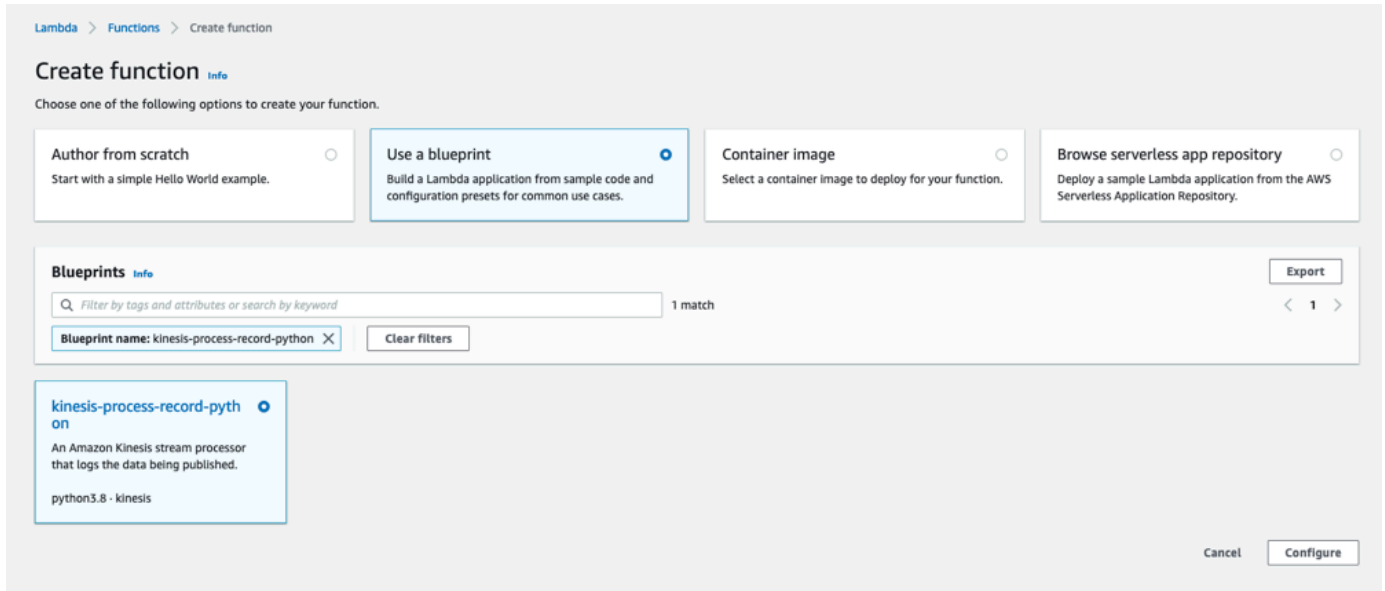 Lambda > Functions > Create function
Create function Info
Choose one of the following options to create your function.
Author from scratch
Start with a simple Hello World example.
Use a blueprint
Build a Lambda application from sample code and
configuration presets for common use cases.
Container image
Select a container image to deploy for your function.
Browse serverless app repository
Deploy a sample Lambda application from the AWS
Serverless Application Repository.
Blueprints Info
Export
Filter by tags and attributes or search by keyword
1 match
< 1 >
Blueprint name: kinesis-process-record-python X
Clear filters
kinesis-process-record-pyth
on
An Amazon Kinesis stream processor
that logs the data being published.
python3.8 · kinesis
Cancel
Configure